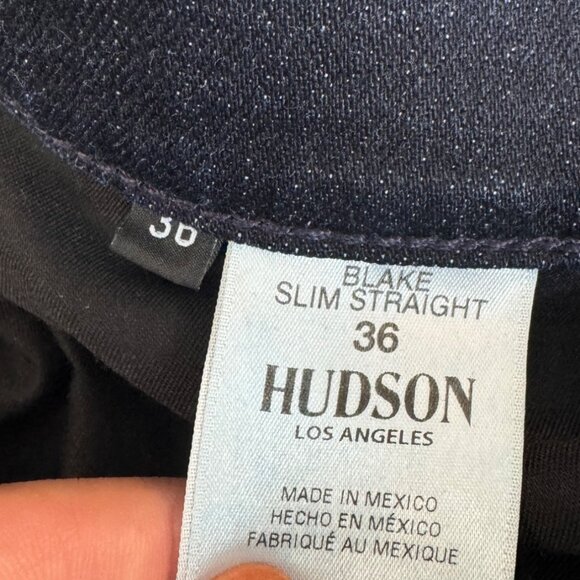 36
BLAKE
SLIM STRAIGHT
36
HUDSON
LOS ANGELES
MADE IN MEXICO
HECHO EN MÉXICO
FABRIQUÉ AU MEXIQUE